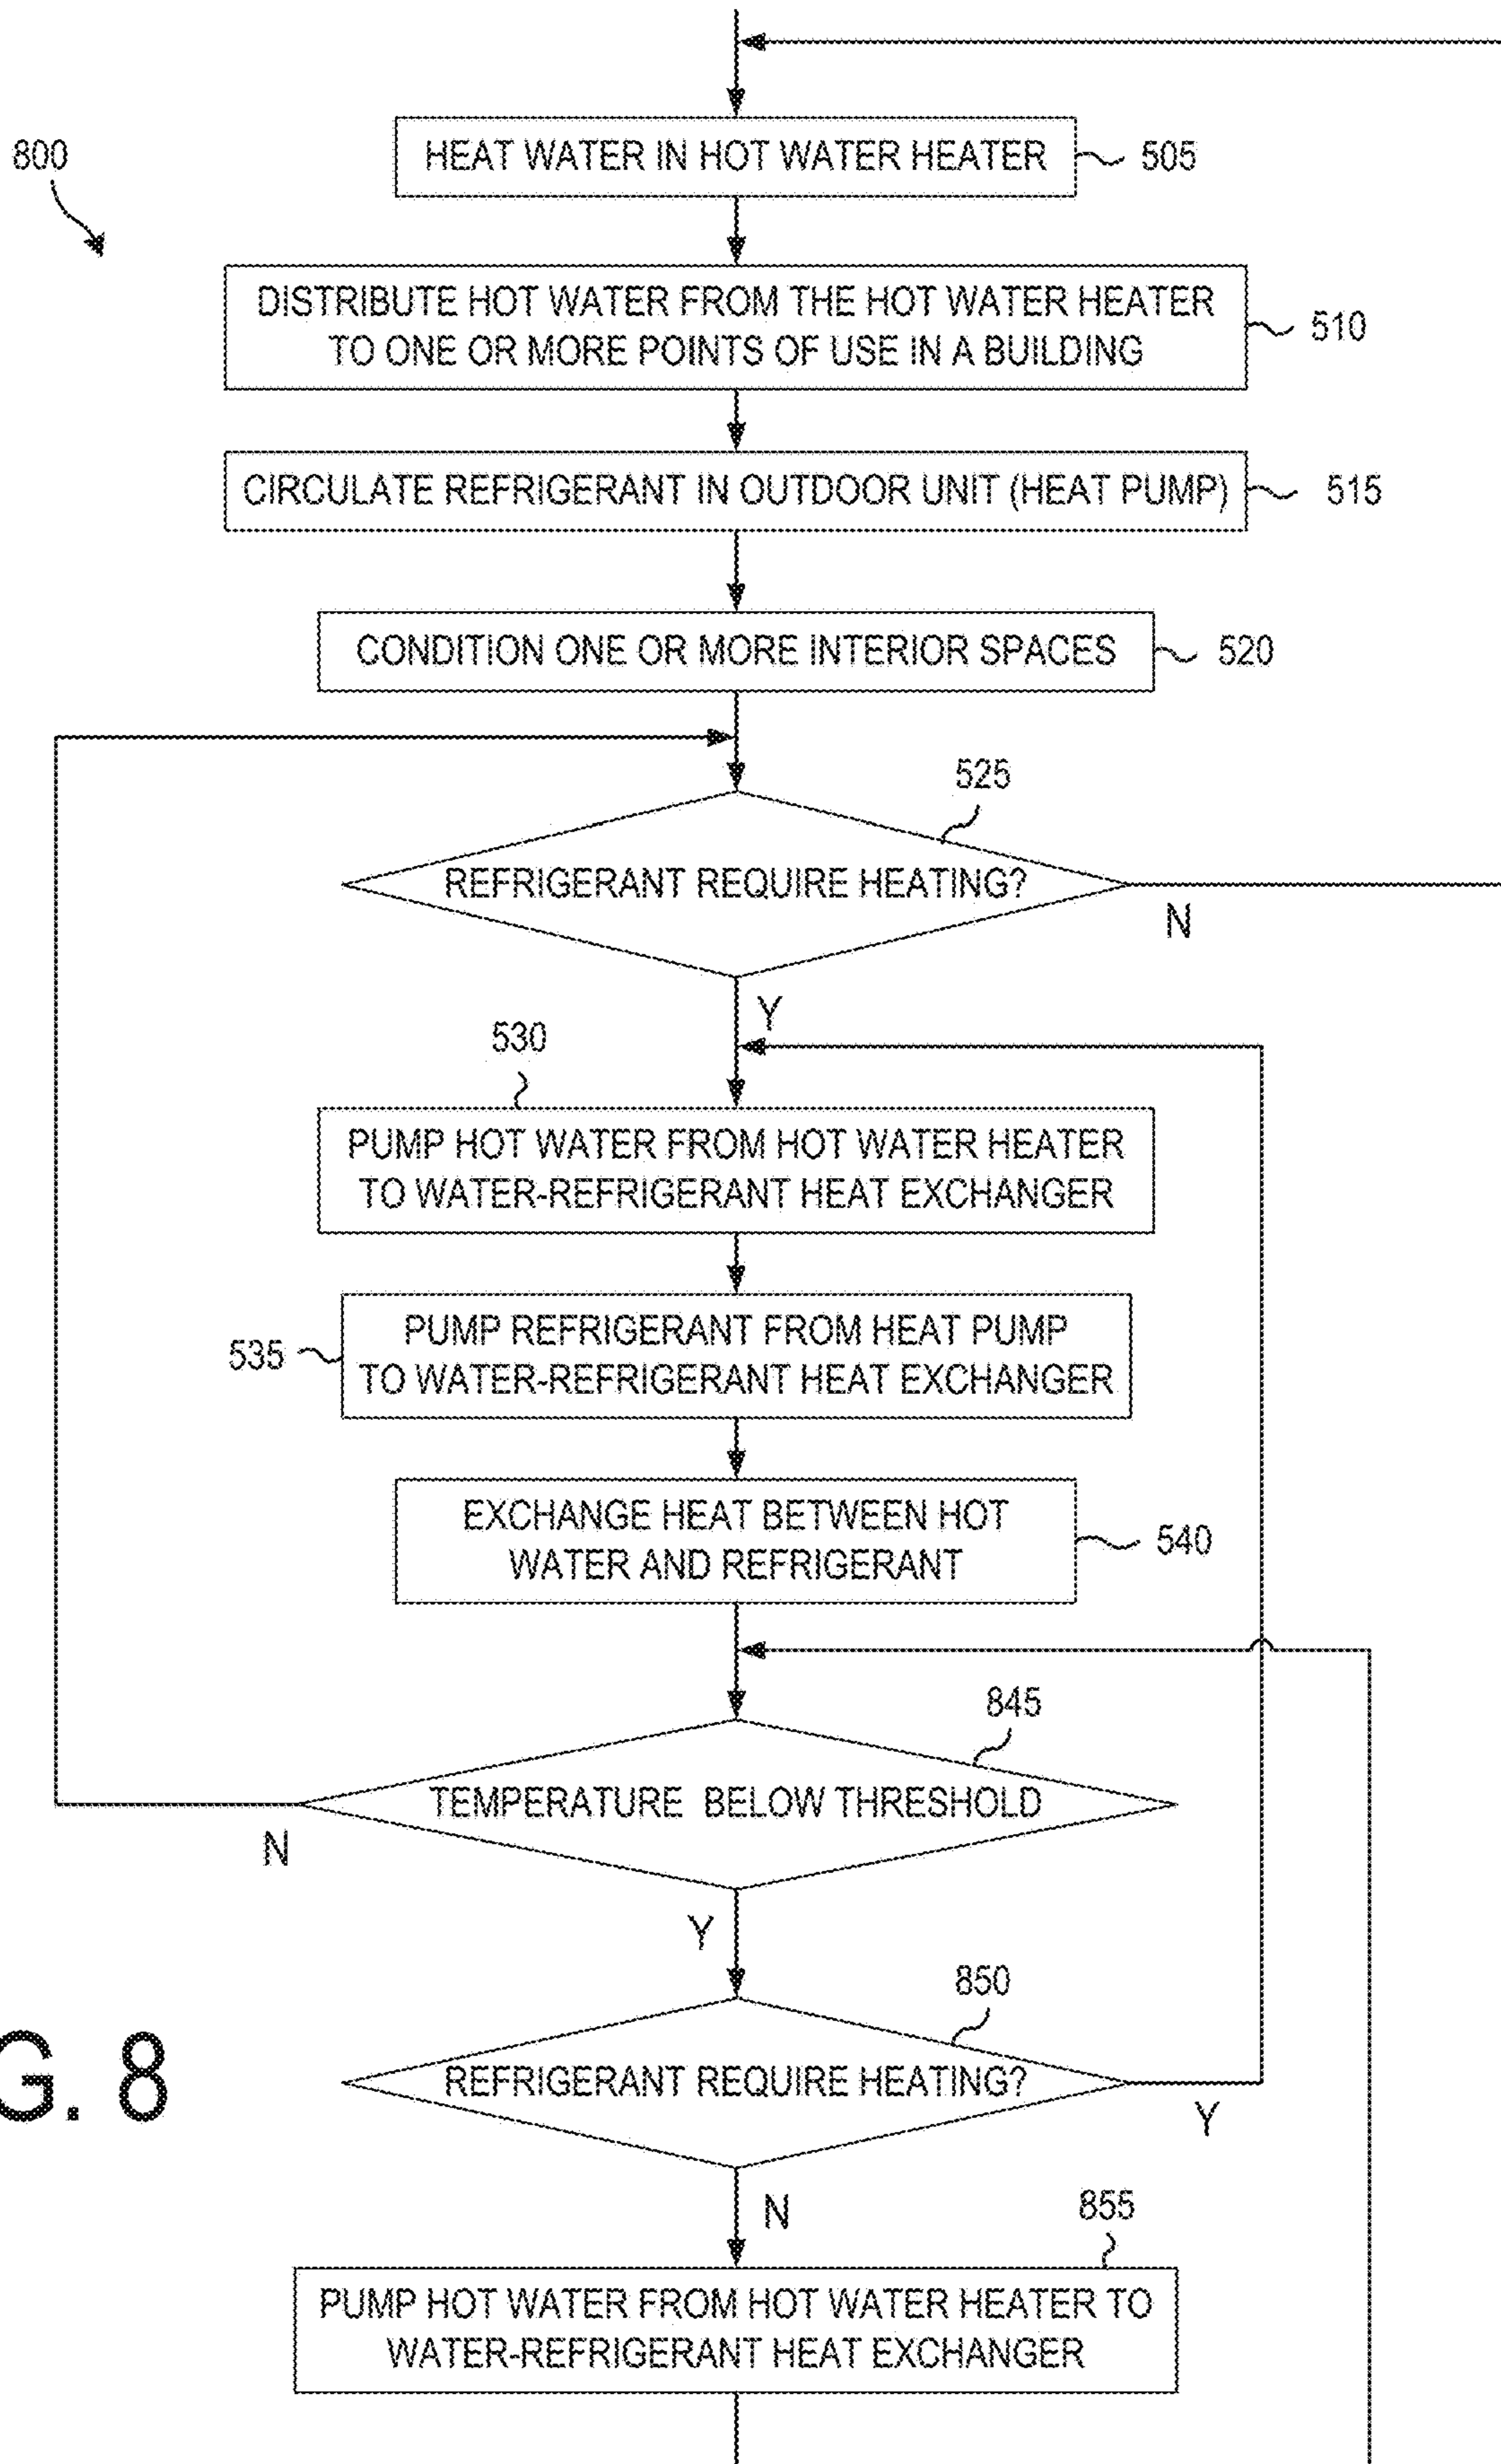 800
HEAT WATER IN HOT WATER HEATER
505
DISTRIBUTE HOT WATER FROM THE HOT WATER HEATER
TO ONE OR MORE POINTS OF USE IN A BUILDING
510
CIRCULATE REFRIGERANT IN OUTDOOR UNIT (HEAT PUMP)
515
CONDITION ONE OR MORE INTERIOR SPACES
520
525
REFRIGERANT REQUIRE HEATING?
N
Y
530
PUMP HOT WATER FROM HOT WATER HEATER
TO WATER-REFRIGERANT HEAT EXCHANGER
535
PUMP REFRIGERANT FROM HEAT PUMP
TO WATER-REFRIGERANT HEAT EXCHANGER
EXCHANGE HEAT BETWEEN HOT
WATER AND REFRIGERANT
540
845
TEMPERATURE BELOW THRESHOLD
N
Y
850
REFRIGERANT REQUIRE HEATING?
Y
G. 8
N
855
PUMP HOT WATER FROM HOT WATER HEATER TO
WATER-REFRIGERANT HEAT EXCHANGER